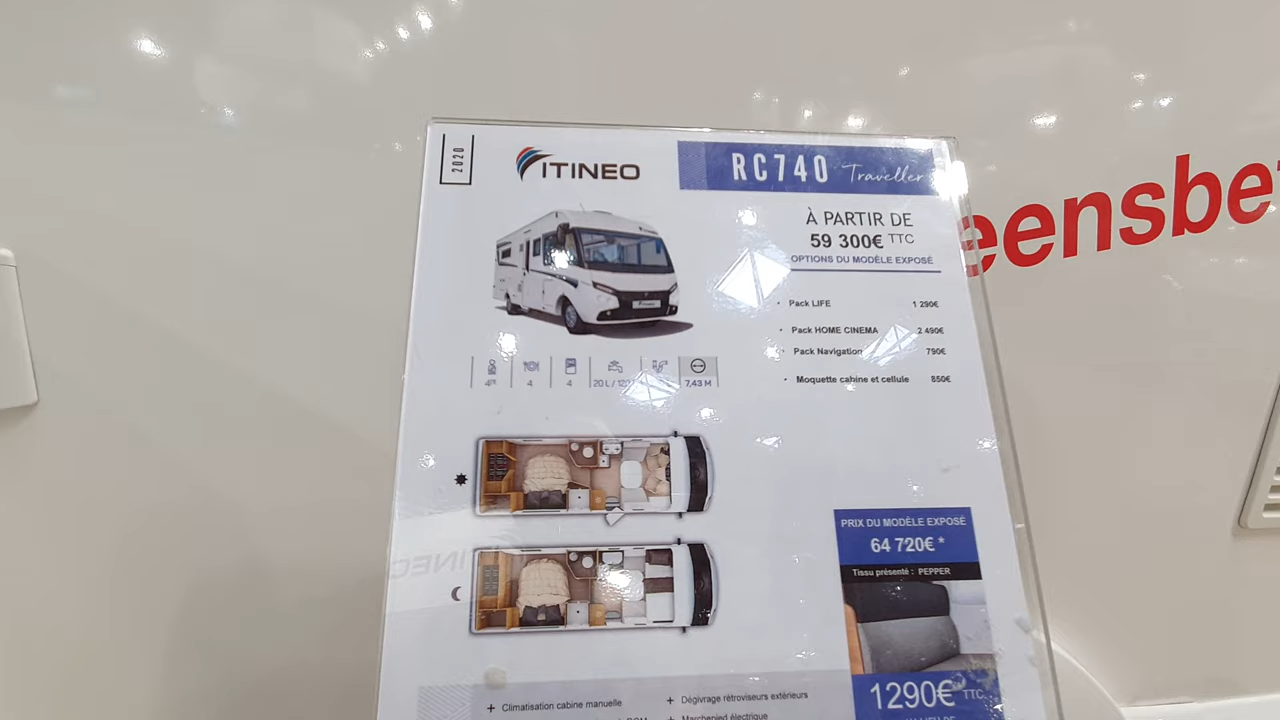 2020
ITINEO
RC740 Traveller
À PARTIR DE
59 300€ TTC
OPTIONS DU MODÈLE EXPOSÉ
• Pack LIFE 1 290€
• Pack HOME CINEMA 2 490€
• Pack Navigation 790€
• Moquette cabine et cellule 850€
4 4 4 20 L / 7,43 M
eensbe
PRIX DU MODÈLE EXPOSÉ
64 720€ *
Tissu présenté : PEPPER
1290€ TTC
+ Climatisation cabine manuelle
+ Dégivrage rétroviseurs extérieurs
+ Marchepied électrique